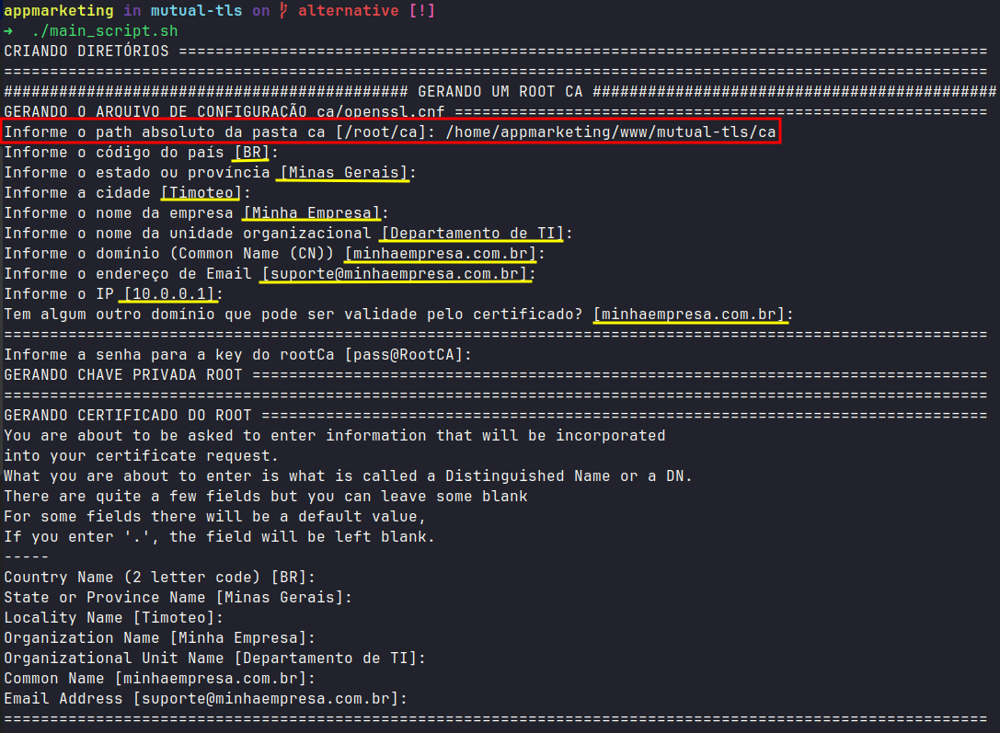 appmarketing in mutual-tls on alternative [!]
→ ./main_script.sh
CRIANDO DIRETÓRIOS ========================================================================================
===========================================================================================================
############################################ GERANDO UM ROOT CA ############################################
GERANDO O ARQUIVO DE CONFIGURAÇÃO ca/openssl.cnf ==========================================================
Informe o path absoluto da pasta ca [/root/ca]: /home/appmarketing/www/mutual-tls/ca
Informe o código do país [BR]:
Informe o estado ou província [Minas Gerais]:
Informe a cidade [Timoteo]:
Informe o nome da empresa [Minha Empresa]:
Informe o nome da unidade organizacional [Departamento de TI]:
Informe o domínio (Common Name (CN)) [minhaempresa.com.br]:
Informe o endereço de Email [suporte@minhaempresa.com.br]:
Informe o IP [10.0.0.1]:
Tem algum outro domínio que pode ser validade pelo certificado? [minhaempresa.com.br]:
===========================================================================================================
Informe a senha para a key do rootCa [pass@RootCA]:
GERANDO CHAVE PRIVADA ROOT ================================================================================
===========================================================================================================
GERANDO CERTIFICADO DO ROOT ===============================================================================
You are about to be asked to enter information that will be incorporated
into your certificate request.
What you are about to enter is what is called a Distinguished Name or a DN.
There are quite a few fields but you can leave some blank
For some fields there will be a default value,
If you enter '.', the field will be left blank.
-----
Country Name (2 letter code) [BR]:
State or Province Name [Minas Gerais]:
Locality Name [Timoteo]:
Organization Name [Minha Empresa]:
Organizational Unit Name [Departamento de TI]:
Common Name [minhaempresa.com.br]:
Email Address [suporte@minhaempresa.com.br]:
===========================================================================================================